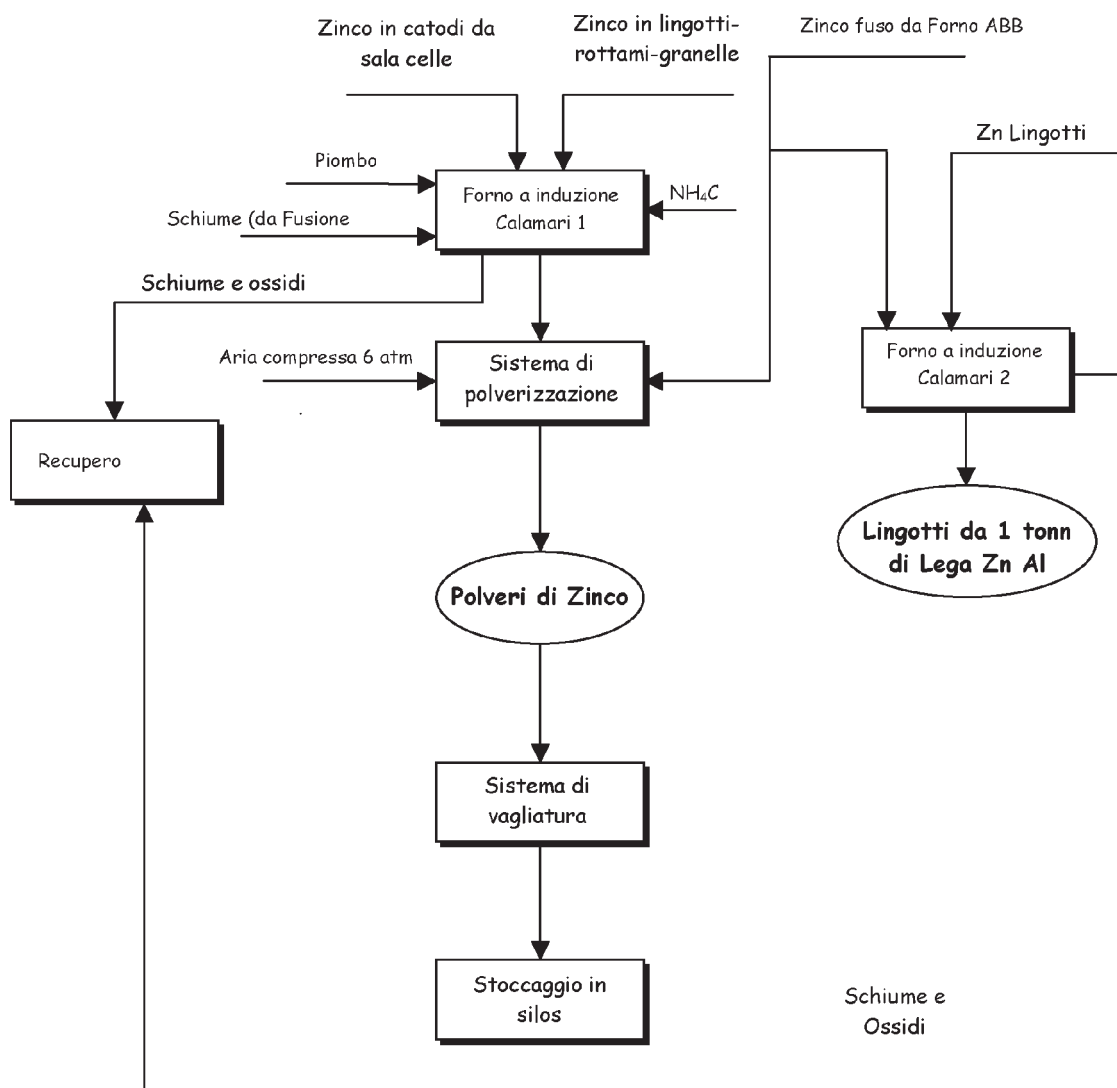 Zinco in catodi da
sala celle
Zinco in lingotti-
rottami-granelle
Zinco fuso da Forno ABB
Zn Lingotti
Piombo
Forno a induzione
Calamari 1
NH₄C
Schiume (da Fusione
Schiume e ossidi
Aria compressa 6 atm
Sistema di
polverizzazione
Forno a induzione
Calamari 2
Recupero
Lingotti da 1 tonn
di Lega Zn Al
Polveri di Zinco
Sistema di
vagliatura
Stoccaggio in
silos
Schiume e
Ossidi